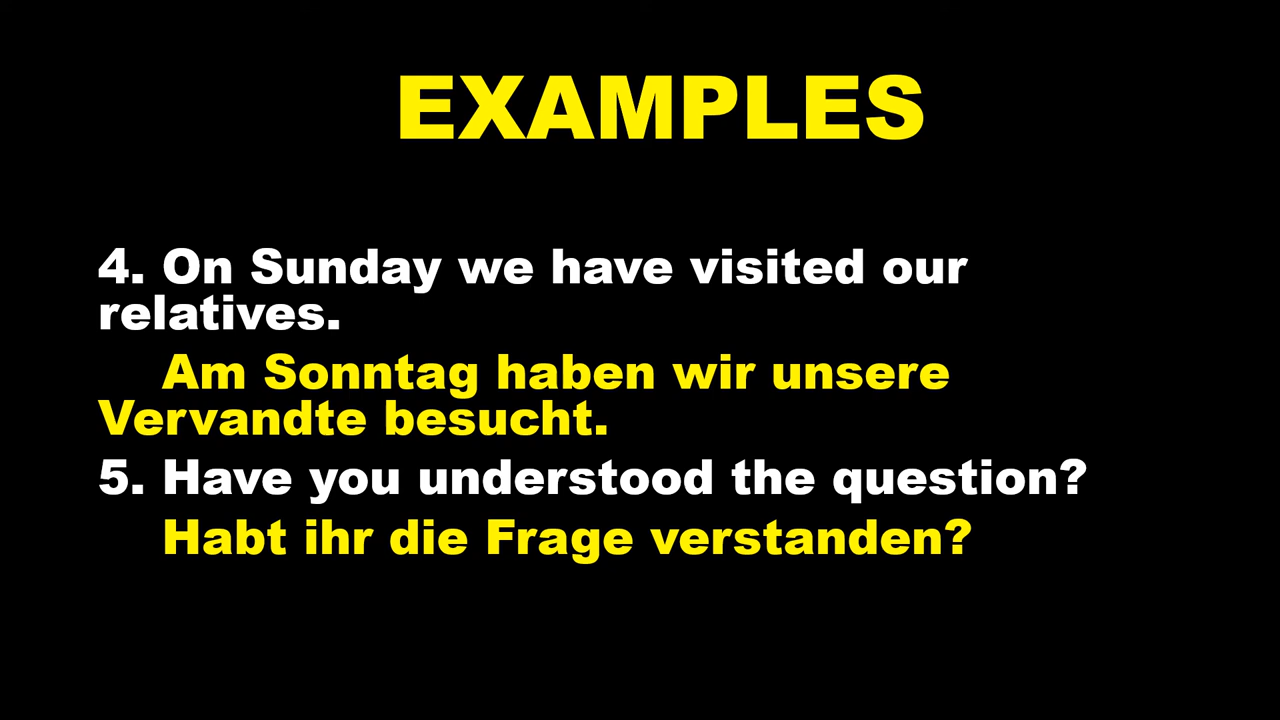 EXAMPLES
4. On Sunday we have visited our
relatives.
Am Sonntag haben wir unsere
Vervandte besucht.
5. Have you understood the question?
Habt ihr die Frage verstanden?